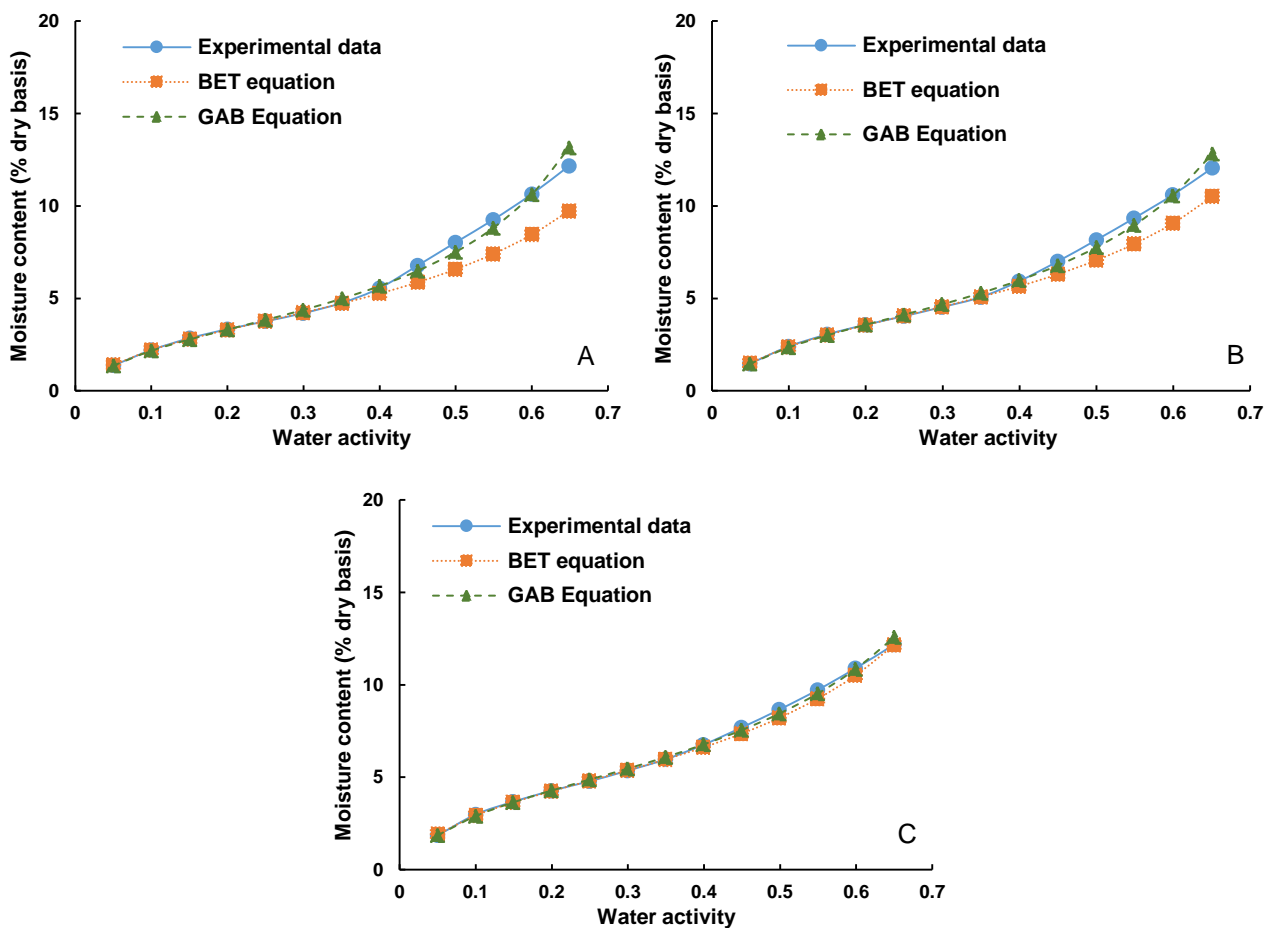 Moisture content (% dry basis)
20
15
10
5
0
Experimental data
BET equation
GAB Equation
A
0 0.1 0.2 0.3 0.4 0.5 0.6 0.7
Water activity
Moisture content (% dry basis)
20
15
10
5
0
Experimental data
BET equation
GAB Equation
B
0 0.1 0.2 0.3 0.4 0.5 0.6 0.7
Water activity
Moisture content (% dry basis)
20
15
10
5
0
Experimental data
BET equation
GAB Equation
C
0 0.1 0.2 0.3 0.4 0.5 0.6 0.7
Water activity